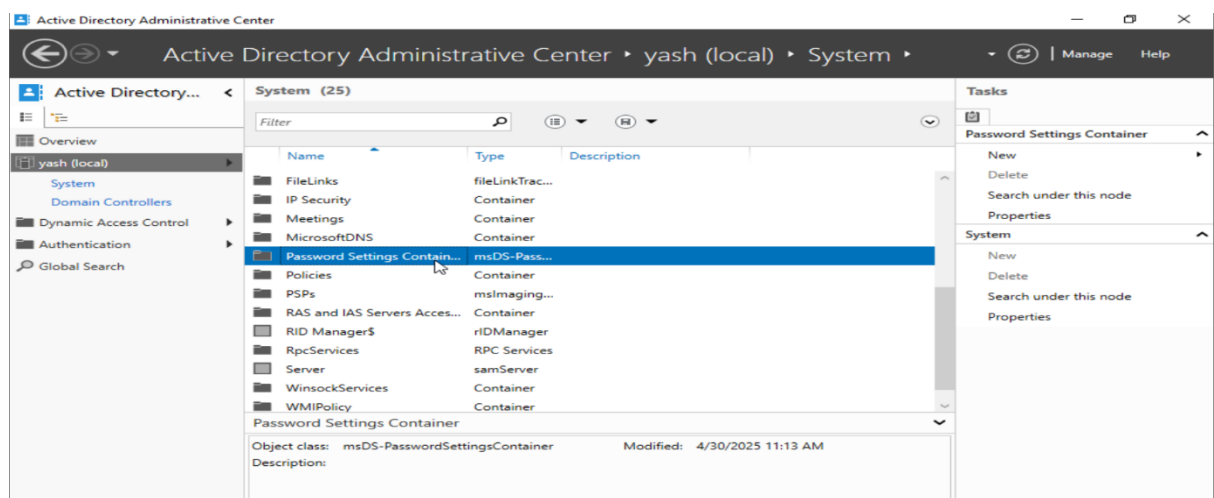 Active Directory Administrative Center
Active Directory Administrative Center • yash (local) • System •
Manage Help
Active Directory...
Overview
yash (local)
System
Domain Controllers
Dynamic Access Control
Authentication
Global Search
System (25)
Filter
Name Type Description
FileLinks fileLinkTrac...
IP Security Container
Meetings Container
MicrosoftDNS Container
Password Settings Contain... msDS-Pass...
Policies Container
PSPs msImaging...
RAS and IAS Servers Acces... Container
RID Manager$ rIDManager
RpcServices RPC Services
Server samServer
WinsockServices Container
WMIPolicy Container
Password Settings Container
Object class: msDS-PasswordSettingsContainer Modified: 4/30/2025 11:13 AM
Description:
Tasks
Password Settings Container
New
Delete
Search under this node
Properties
System
New
Delete
Search under this node
Properties